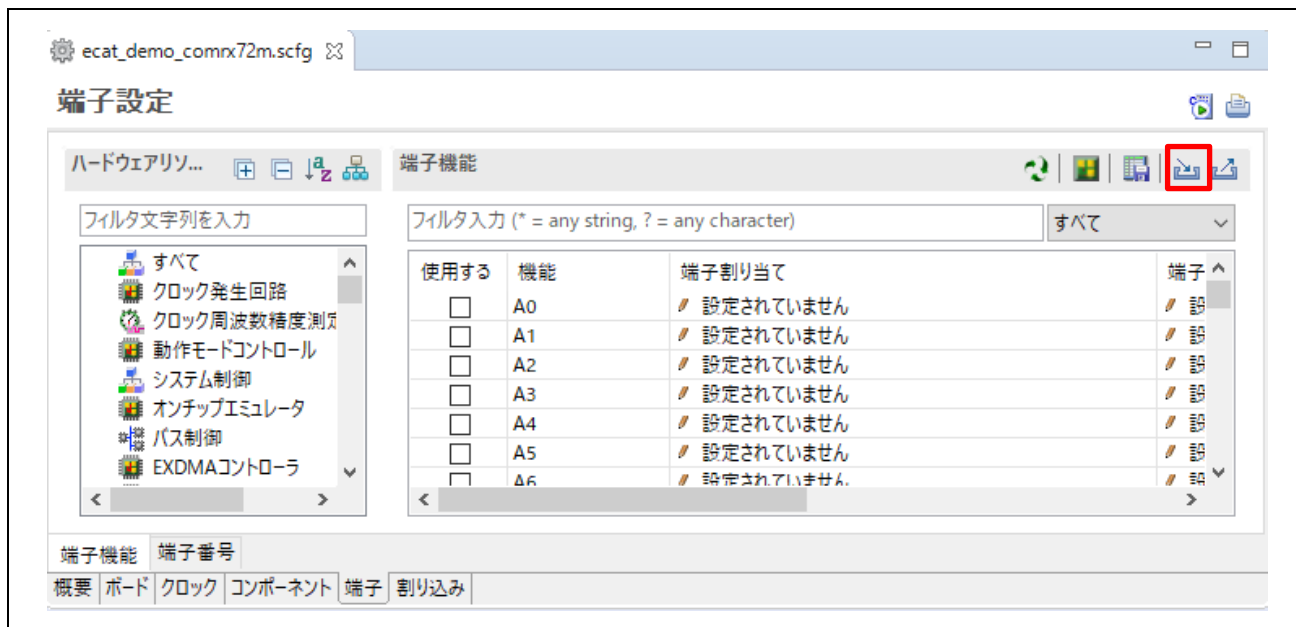 ecat_demo_comrx72m.scfg
端子設定
ハードウェアリソ...
端子機能
フィルタ文字列を入力
フィルタ入力 (* = any string, ? = any character)
すべて
すべて
クロック発生回路
クロック周波数精度測定
動作モードコントロール
システム制御
オンチップエミュレータ
バス制御
EXDMAコントローラ
使用する 機能 端子割り当て 端子
A0 設定されていません 設
A1 設定されていません 設
A2 設定されていません 設
A3 設定されていません 設
A4 設定されていません 設
A5 設定されていません 設
A6 設定されていません 設
端子機能 端子番号
概要 ボード クロック コンポーネント 端子 割り込み